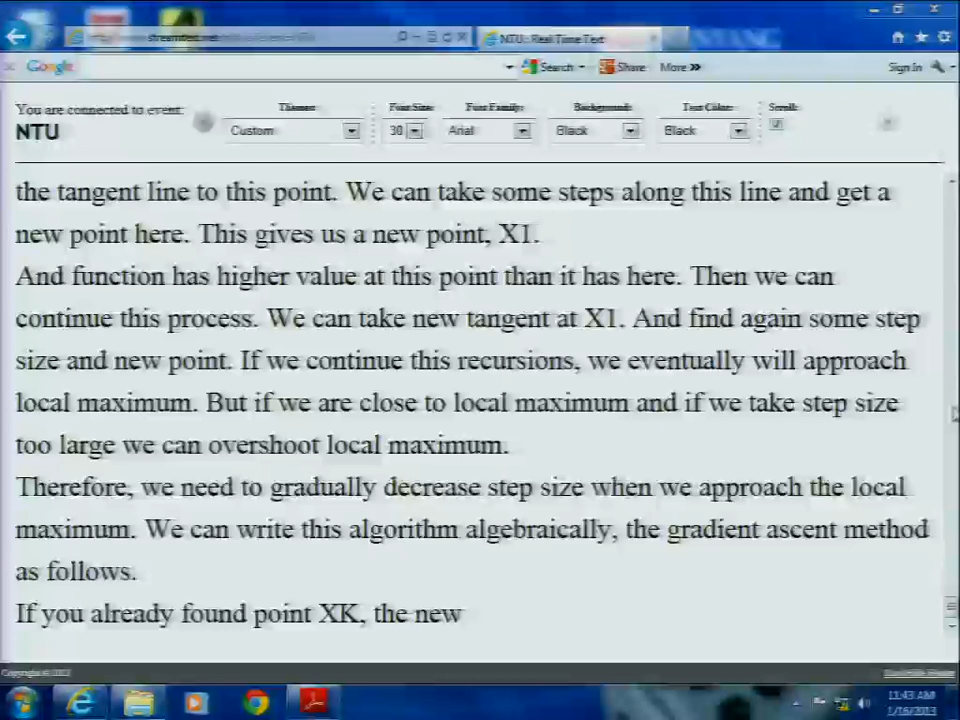 NTU : Real Time Text
Google
Search
Share
More »
Sign In
You are connected to event:
NTU
Themes:
Font Size:
Font Family:
Background:
Text Color:
Scroll:
Custom
30
Arial
Black
Black
the tangent line to this point. We can take some steps along this line and get a
new point here. This gives us a new point, X1.
And function has higher value at this point than it has here. Then we can
continue this process. We can take new tangent at X1. And find again some step
size and new point. If we continue this recursions, we eventually will approach
local maximum. But if we are close to local maximum and if we take step size
too large we can overshoot local maximum.
Therefore, we need to gradually decrease step size when we approach the local
maximum. We can write this algorithm algebraically, the gradient ascent method
as follows.
If you already found point XK, the new
11:43 AM
1/16/2013